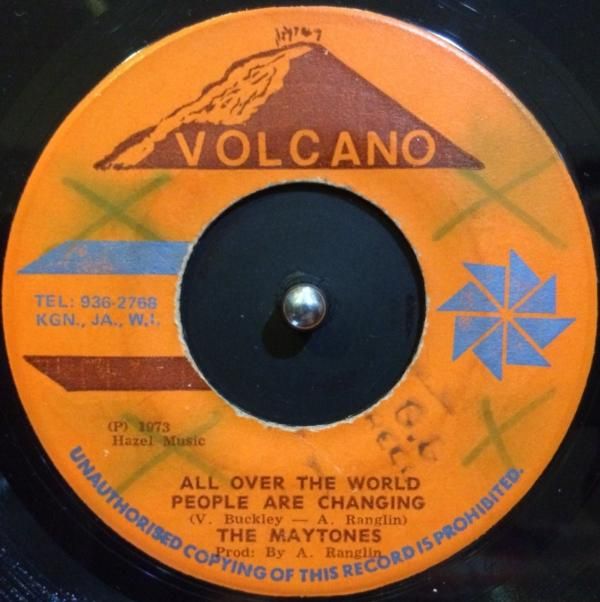 VOLCANO
TEL: 936-2768
KGN., JA., W.I.
(P) 1973
Hazel Music
ALL OVER THE WORLD
PEOPLE ARE CHANGING
(V. Buckley — A. Ranglin)
THE MAYTONES
Prod: By A. Ranglin
UNAUTHORISED COPYING OF THIS RECORD IS PROHIBITED.